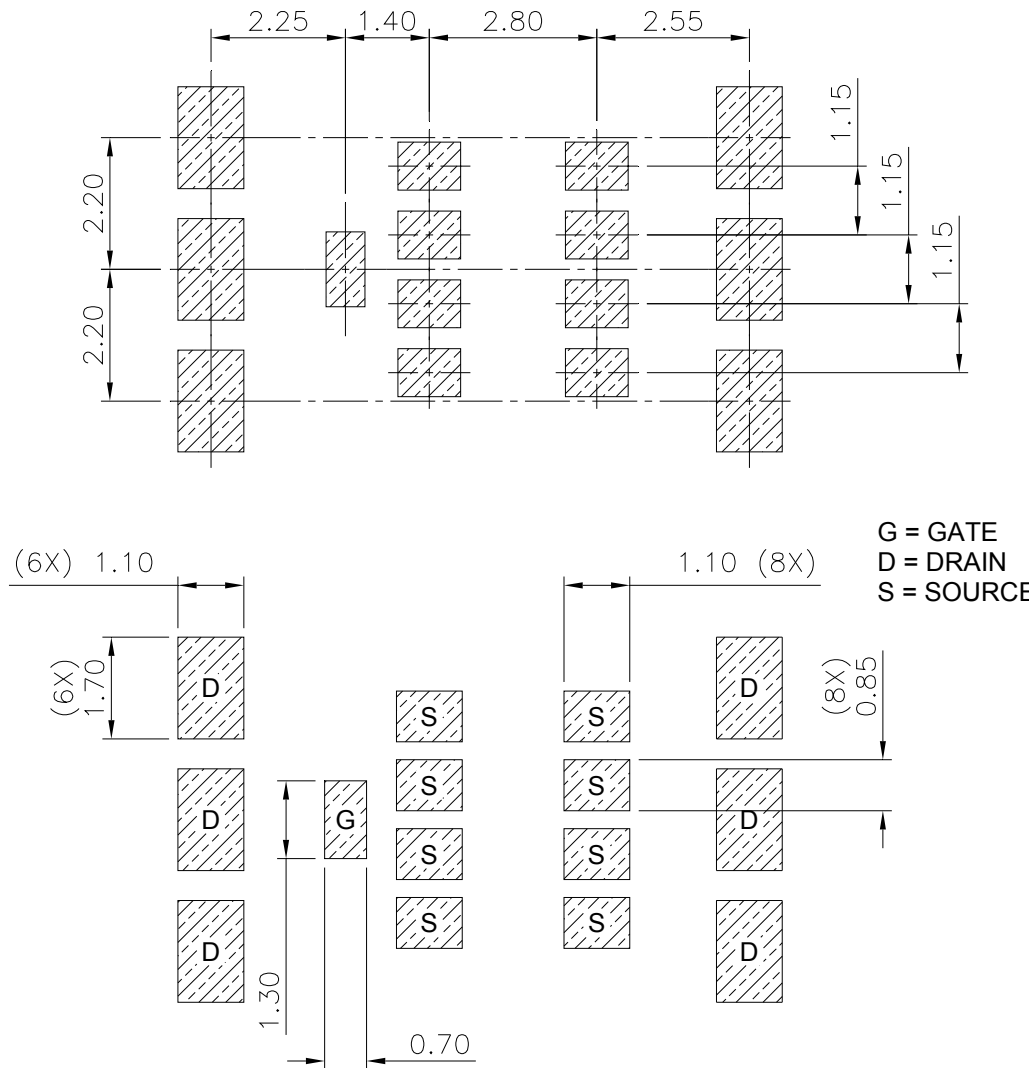 2.25 1.40 2.80 2.55
1.15
1.15
1.15
2.20
2.20
G = GATE
D = DRAIN
S = SOURCE
(6X) 1.10
1.10 (8X)
(6X)
1.70
(8X)
0.85
D
S
S
D
S
S
D
G
D
S
S
S
S
D
D
1.30
0.70